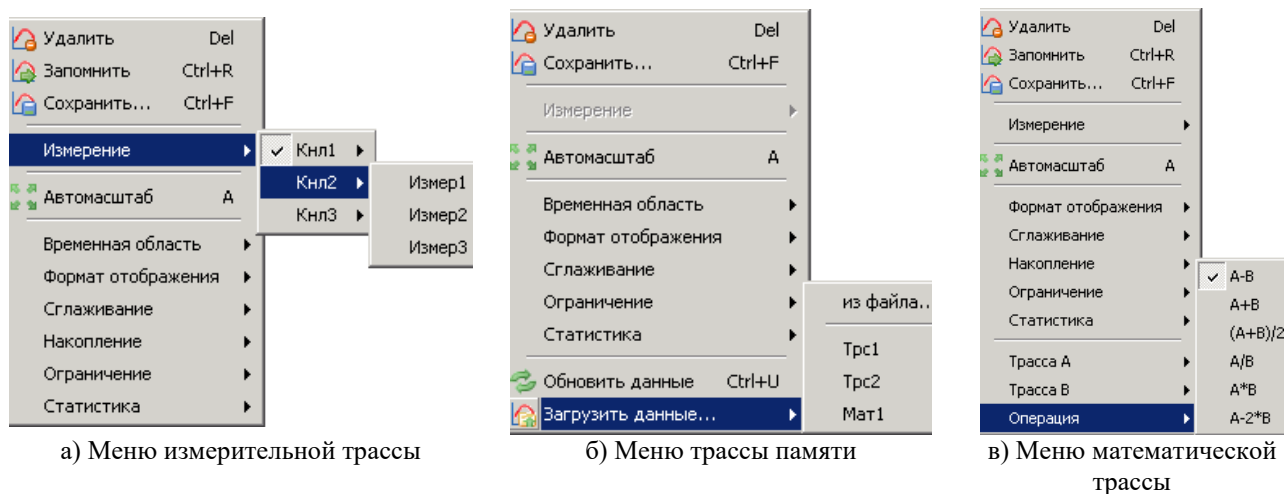 Удалить Del
Запомнить Ctrl+R
Сохранить... Ctrl+F
Измерение
Автомасштаб A
Временная область
Формат отображения
Сглаживание
Накопление
Ограничение
Статистика
Кнл1
Кнл2
Кнл3
Измер1
Измер2
Измер3
а) Меню измерительной трассы
Удалить Del
Сохранить... Ctrl+F
Измерение
Автомасштаб A
Временная область
Формат отображения
Сглаживание
Ограничение
Статистика
Обновить данные Ctrl+U
Загрузить данные...
из файла..
Трс1
Трс2
Мат1
б) Меню трассы памяти
Удалить Del
Запомнить Ctrl+R
Сохранить... Ctrl+F
Измерение
Автомасштаб A
Формат отображения
Сглаживание
Накопление
Ограничение
Статистика
Трасса A
Трасса B
Операция
A-B
A+B
(A+B)/2
A/B
A*B
A-2*B
в) Меню математической
трассы